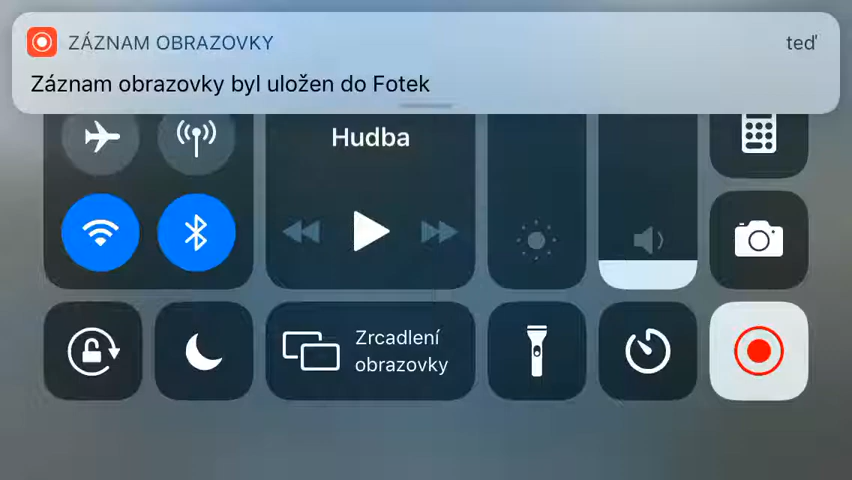 ZÁZNAM OBRAZOVKY
teď
Záznam obrazovky byl uložen do Fotek
Hudba
Zrcadlení
obrazovky